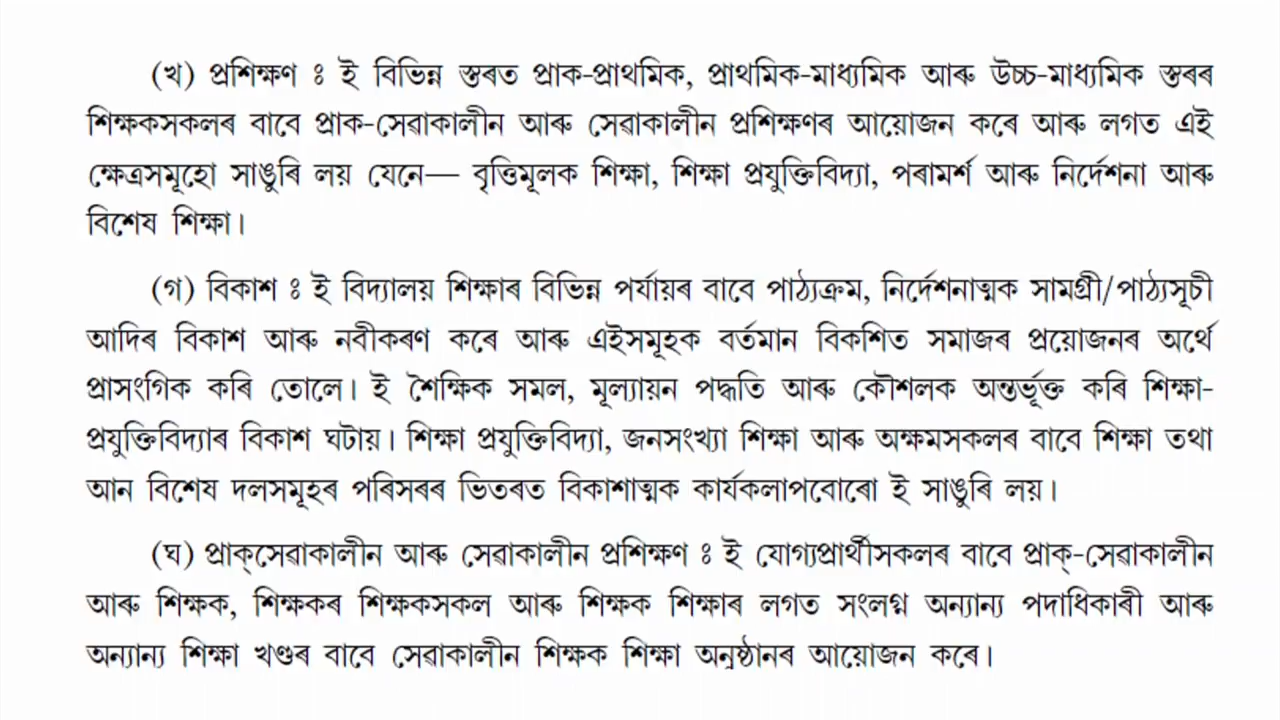 (খ) প্ৰশিক্ষণ ঃ ই বিভিন্ন স্তৰত প্ৰাক-প্ৰাথমিক, প্ৰাথমিক-মাধ্যমিক আৰু উচ্চ-মাধ্যমিক স্তৰৰ
শিক্ষকসকলৰ বাবে প্ৰাক-সেৱাকালীন আৰু সেৱাকালীন প্ৰশিক্ষণৰ আয়োজন কৰে আৰু লগত এই
ক্ষেত্ৰসমূহো সাঙুৰি লয় যেনে— বৃত্তিমূলক শিক্ষা, শিক্ষা প্ৰযুক্তিবিদ্যা, পৰামৰ্শ আৰু নিৰ্দেশনা আৰু
বিশেষ শিক্ষা।
(গ) বিকাশ ঃ ই বিদ্যালয় শিক্ষাৰ বিভিন্ন পৰ্যায়ৰ বাবে পাঠ্যক্ৰম, নিৰ্দেশনাত্মক সামগ্ৰী/পাঠ্যসূচী
আদিৰ বিকাশ আৰু নবীকৰণ কৰে আৰু এইসমূহক বৰ্তমান বিকশিত সমাজৰ প্ৰয়োজনৰ অৰ্থে
প্ৰাসংগিক কৰি তোলে। ই শৈক্ষিক সমল, মূল্যায়ন পদ্ধতি আৰু কৌশলক অন্তৰ্ভূক্ত কৰি শিক্ষা-
প্ৰযুক্তিবিদ্যাৰ বিকাশ ঘটায়। শিক্ষা প্ৰযুক্তিবিদ্যা, জনসংখ্যা শিক্ষা আৰু অক্ষমসকলৰ বাবে শিক্ষা তথা
আন বিশেষ দলসমূহৰ পৰিসৰৰ ভিতৰত বিকাশাত্মক কাৰ্যকলাপবোৰো ই সাঙুৰি লয়।
(ঘ) প্ৰাক্‌সেৱাকালীন আৰু সেৱাকালীন প্ৰশিক্ষণ ঃ ই যোগ্যপ্ৰাৰ্থীসকলৰ বাবে প্ৰাক্-সেৱাকালীন
আৰু শিক্ষক, শিক্ষকৰ শিক্ষকসকল আৰু শিক্ষক শিক্ষাৰ লগত সংলগ্ন অন্যান্য পদাধিকাৰী আৰু
অন্যান্য শিক্ষা খণ্ডৰ বাবে সেৱাকালীন শিক্ষক শিক্ষা অনুষ্ঠানৰ আয়োজন কৰে।